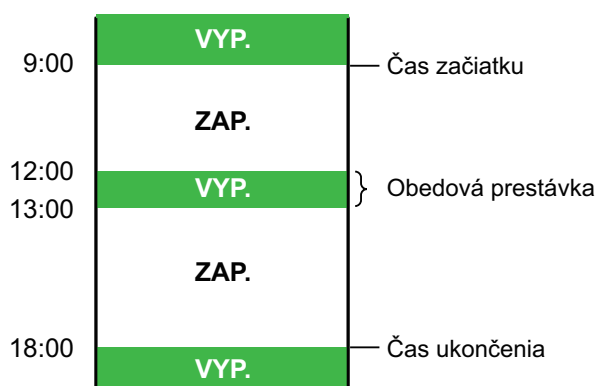 VYP.
9:00 Čas začiatku
ZAP.
12:00
VYP. Obedová prestávka
13:00
ZAP.
18:00 Čas ukončenia
VYP.